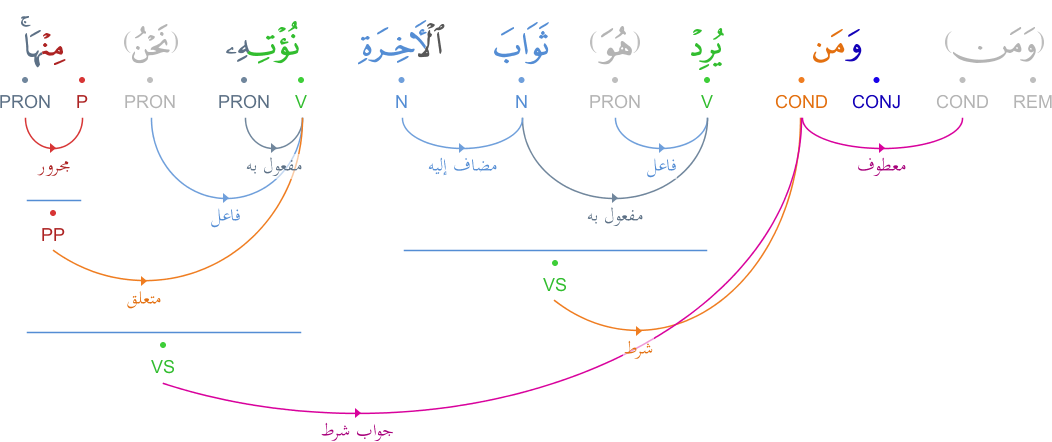 (وَمَن) وَمَن يُرِدْ (هُوَ) ثَوَابَ ٱلْأَخِرَةِ نُؤْتِهِۦ (نَحْنُ) مِنْهَا ۚ
REM COND CONJ COND V PRON N N V PRON PRON P PRON
معطوف فاعل مضاف إليه مفعول به مجرور
مفعول به فاعل
PP
VS
متعلق
شرط
VS
جواب شرط